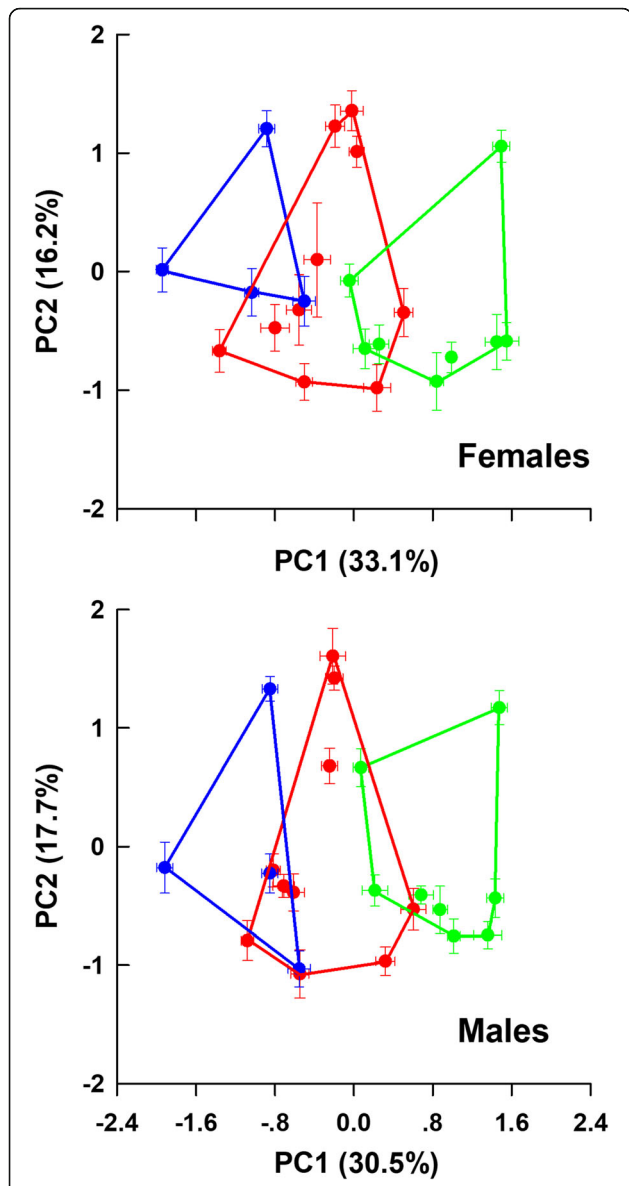 2
1
0
-1
-2
PC2 (16.2%)
Females
PC1 (33.1%)
2
1
0
-1
-2
PC2 (17.7%)
Males
-2.4 -1.6 -.8 0.0 .8 1.6 2.4
PC1 (30.5%)